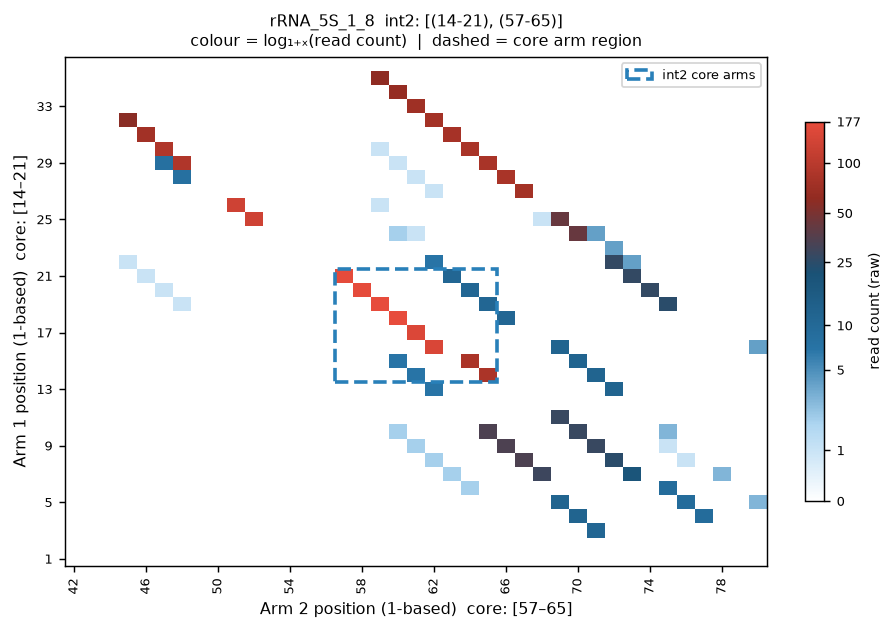 rRNA_5S_1_8  int2: [(14-21), (57-65)]
colour = log₁₊ₓ(read count)  |  dashed = core arm region
int2 core arms
Arm 1 position (1-based)  core: [14–21]
33
29
25
21
17
13
9
5
1
42 46 50 54 58 62 66 70 74 78
Arm 2 position (1-based)  core: [57–65]
177
100
50
25
10
5
1
0
read count (raw)